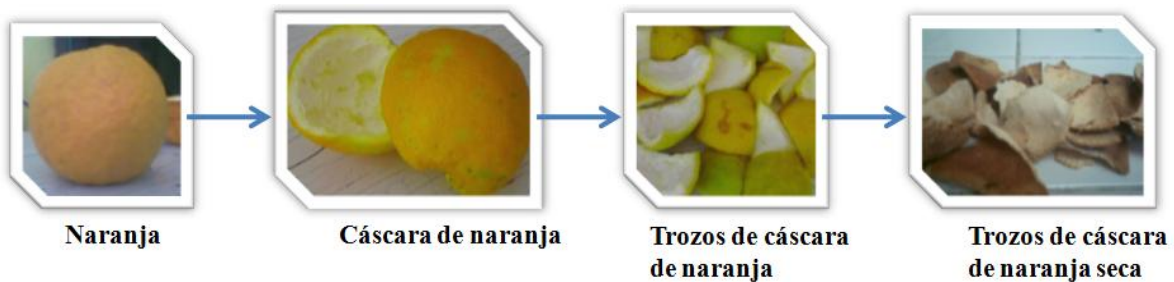 Naranja
Cáscara de naranja
Trozos de cáscara
de naranja
Trozos de cáscara
de naranja seca